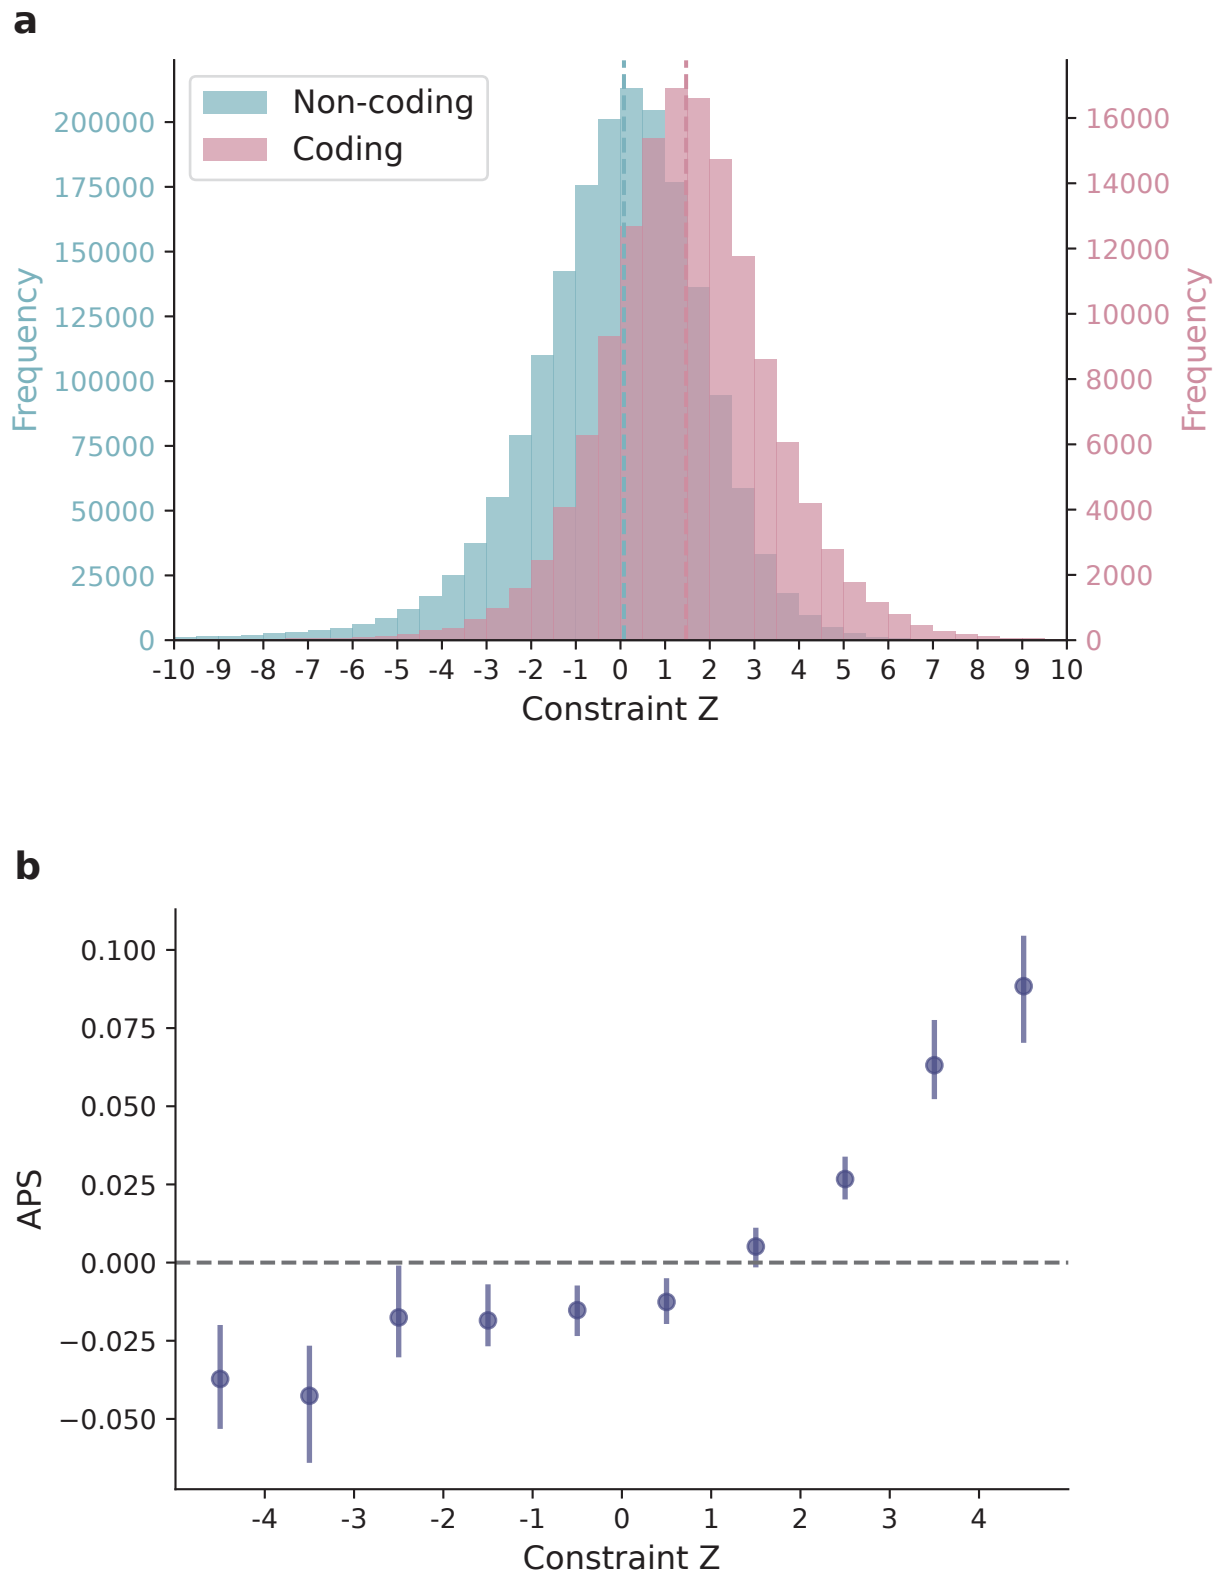 a
Non-coding
Coding
200000
175000
150000
125000
100000
75000
50000
25000
0
Frequency
16000
14000
12000
10000
8000
6000
4000
2000
0
Frequency
-10 -9 -8 -7 -6 -5 -4 -3 -2 -1 0 1 2 3 4 5 6 7 8 9 10
Constraint Z
b
0.100
0.075
0.050
0.025
0.000
−0.025
−0.050
APS
-4 -3 -2 -1 0 1 2 3 4
Constraint Z